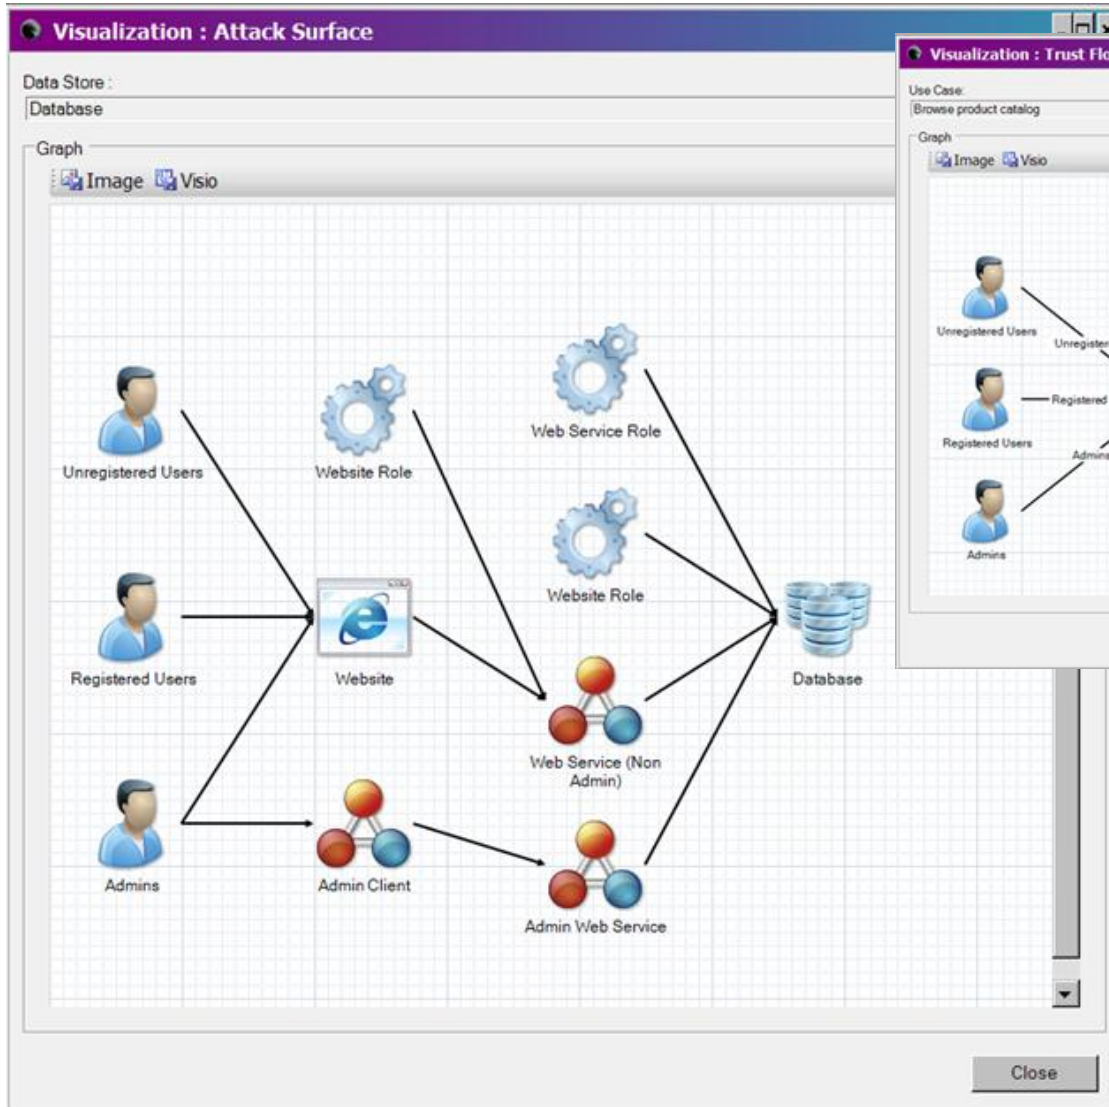 Visualization : Attack Surface
Data Store :
Database
Graph
Image Visio
Unregistered Users
Website Role
Web Service Role
Website Role
Registered Users
Website
Database
Web Service (Non
Admin)
Admins
Admin Client
Admin Web Service
Close
Visualization : Trust
Use Case:
Browse product catalog
Graph
Image Visio
Unregistered Users
Registered
Registered Users
Admins
Admins